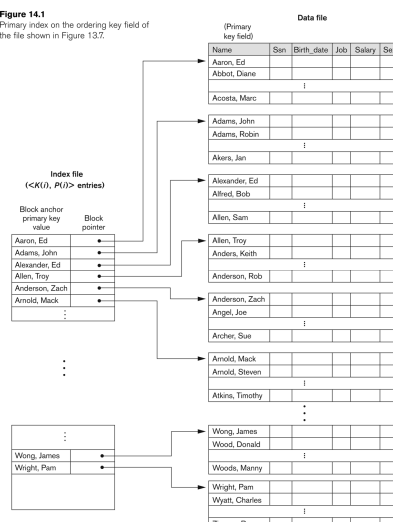 Figure 14.1
Primary index on the ordering key field of
the file shown in Figure 13.7.
Data file
(Primary
key field)
Name Ssn Birth_date Job Salary Se
Aaron, Ed
Abbot, Diane
⋮
Acosta, Marc
Adams, John
Adams, Robin
⋮
Akers, Jan
Alexander, Ed
Alfred, Bob
⋮
Allen, Sam
Allen, Troy
Anders, Keith
⋮
Anderson, Rob
Anderson, Zach
Angel, Joe
⋮
Archer, Sue
Arnold, Mack
Arnold, Steven
⋮
Atkins, Timothy
Wong, James
Wood, Donald
⋮
Woods, Manny
Wright, Pam
Wyatt, Charles
⋮
Index file
(<K(i), P(i)> entries)
Block anchor
primary key
value
Block
pointer
Aaron, Ed
Adams, John
Alexander, Ed
Allen, Troy
Anderson, Zach
Arnold, Mack
⋮
⋮
Wong, James
Wright, Pam